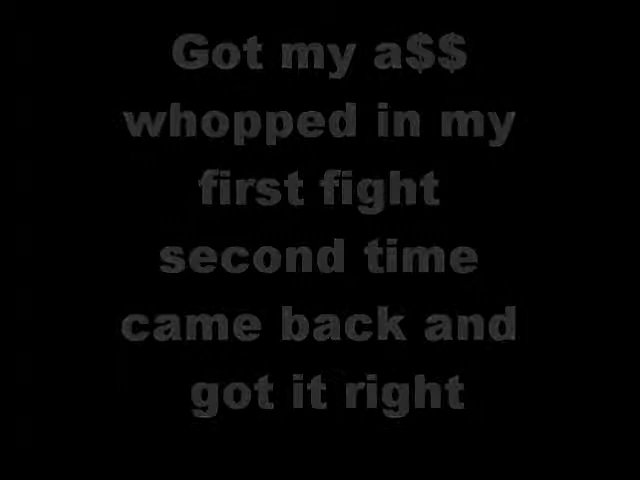 Got my a$$
whopped in my
first fight
second time
came back and
got it right